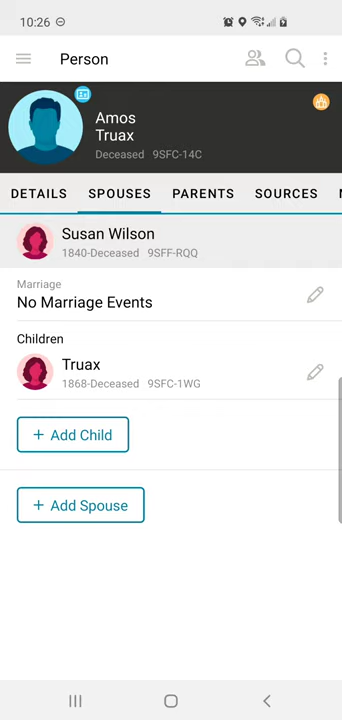 10:26
Person
Amos
Truax
Deceased 9SFC-14C
DETAILS SPOUSES PARENTS SOURCES
Susan Wilson
1840-Deceased 9SFF-RQQ
Marriage
No Marriage Events
Children
Truax
1868-Deceased 9SFC-1WG
+ Add Child
+ Add Spouse